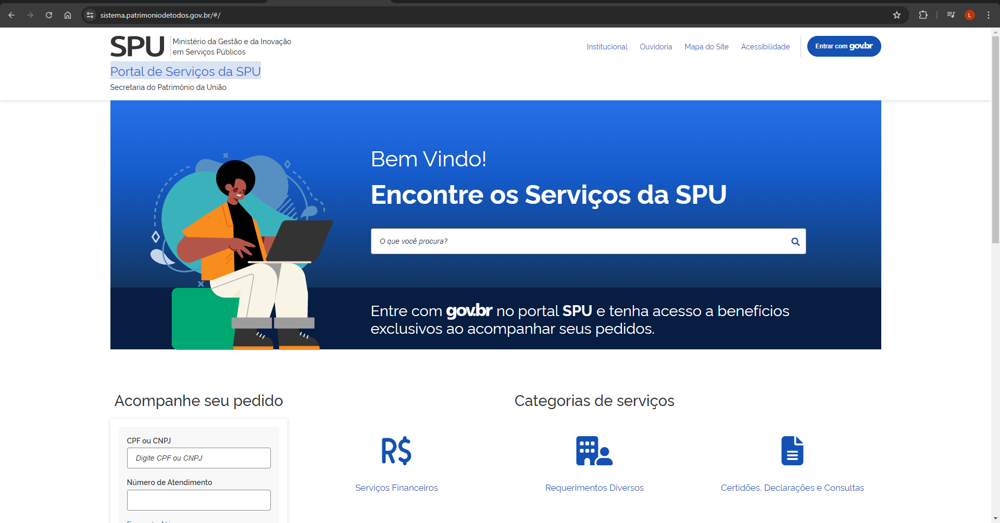 sistema.patrimoniodetodos.gov.br/#/
L
SPU
Ministério da Gestão e da Inovação
em Serviços Públicos
Portal de Serviços da SPU
Secretaria do Patrimônio da União
Institucional
Ouvidoria
Mapa do Site
Acessibilidade
Entrar com gov.br
Bem Vindo!
Encontre os Serviços da SPU
O que você procura?
Entre com gov.br no portal SPU e tenha acesso a benefícios
exclusivos ao acompanhar seus pedidos.
Acompanhe seu pedido
CPF ou CNPJ
Digite CPF ou CNPJ
Número de Atendimento
Categorias de serviços
R$
Serviços Financeiros
Requerimentos Diversos
Certidões, Declarações e Consultas